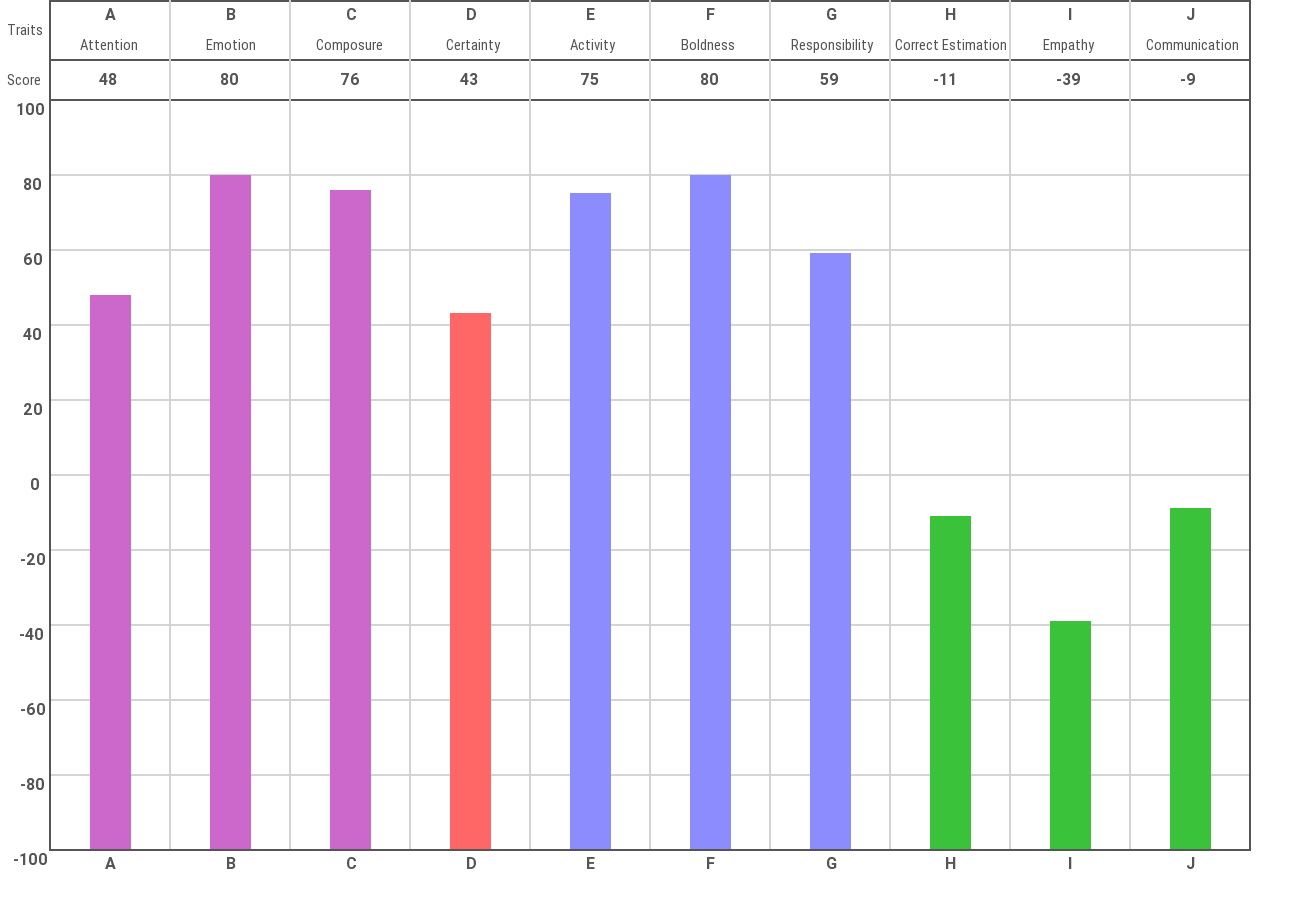 A B C D E F G H I J
Traits
Attention Emotion Composure Certainty Activity Boldness Responsibility Correct Estimation Empathy Communication
Score 48 80 76 43 75 80 59 -11 -39 -9
100
80
60
40
20
0
-20
-40
-60
-80
-100
A B C D E F G H I J